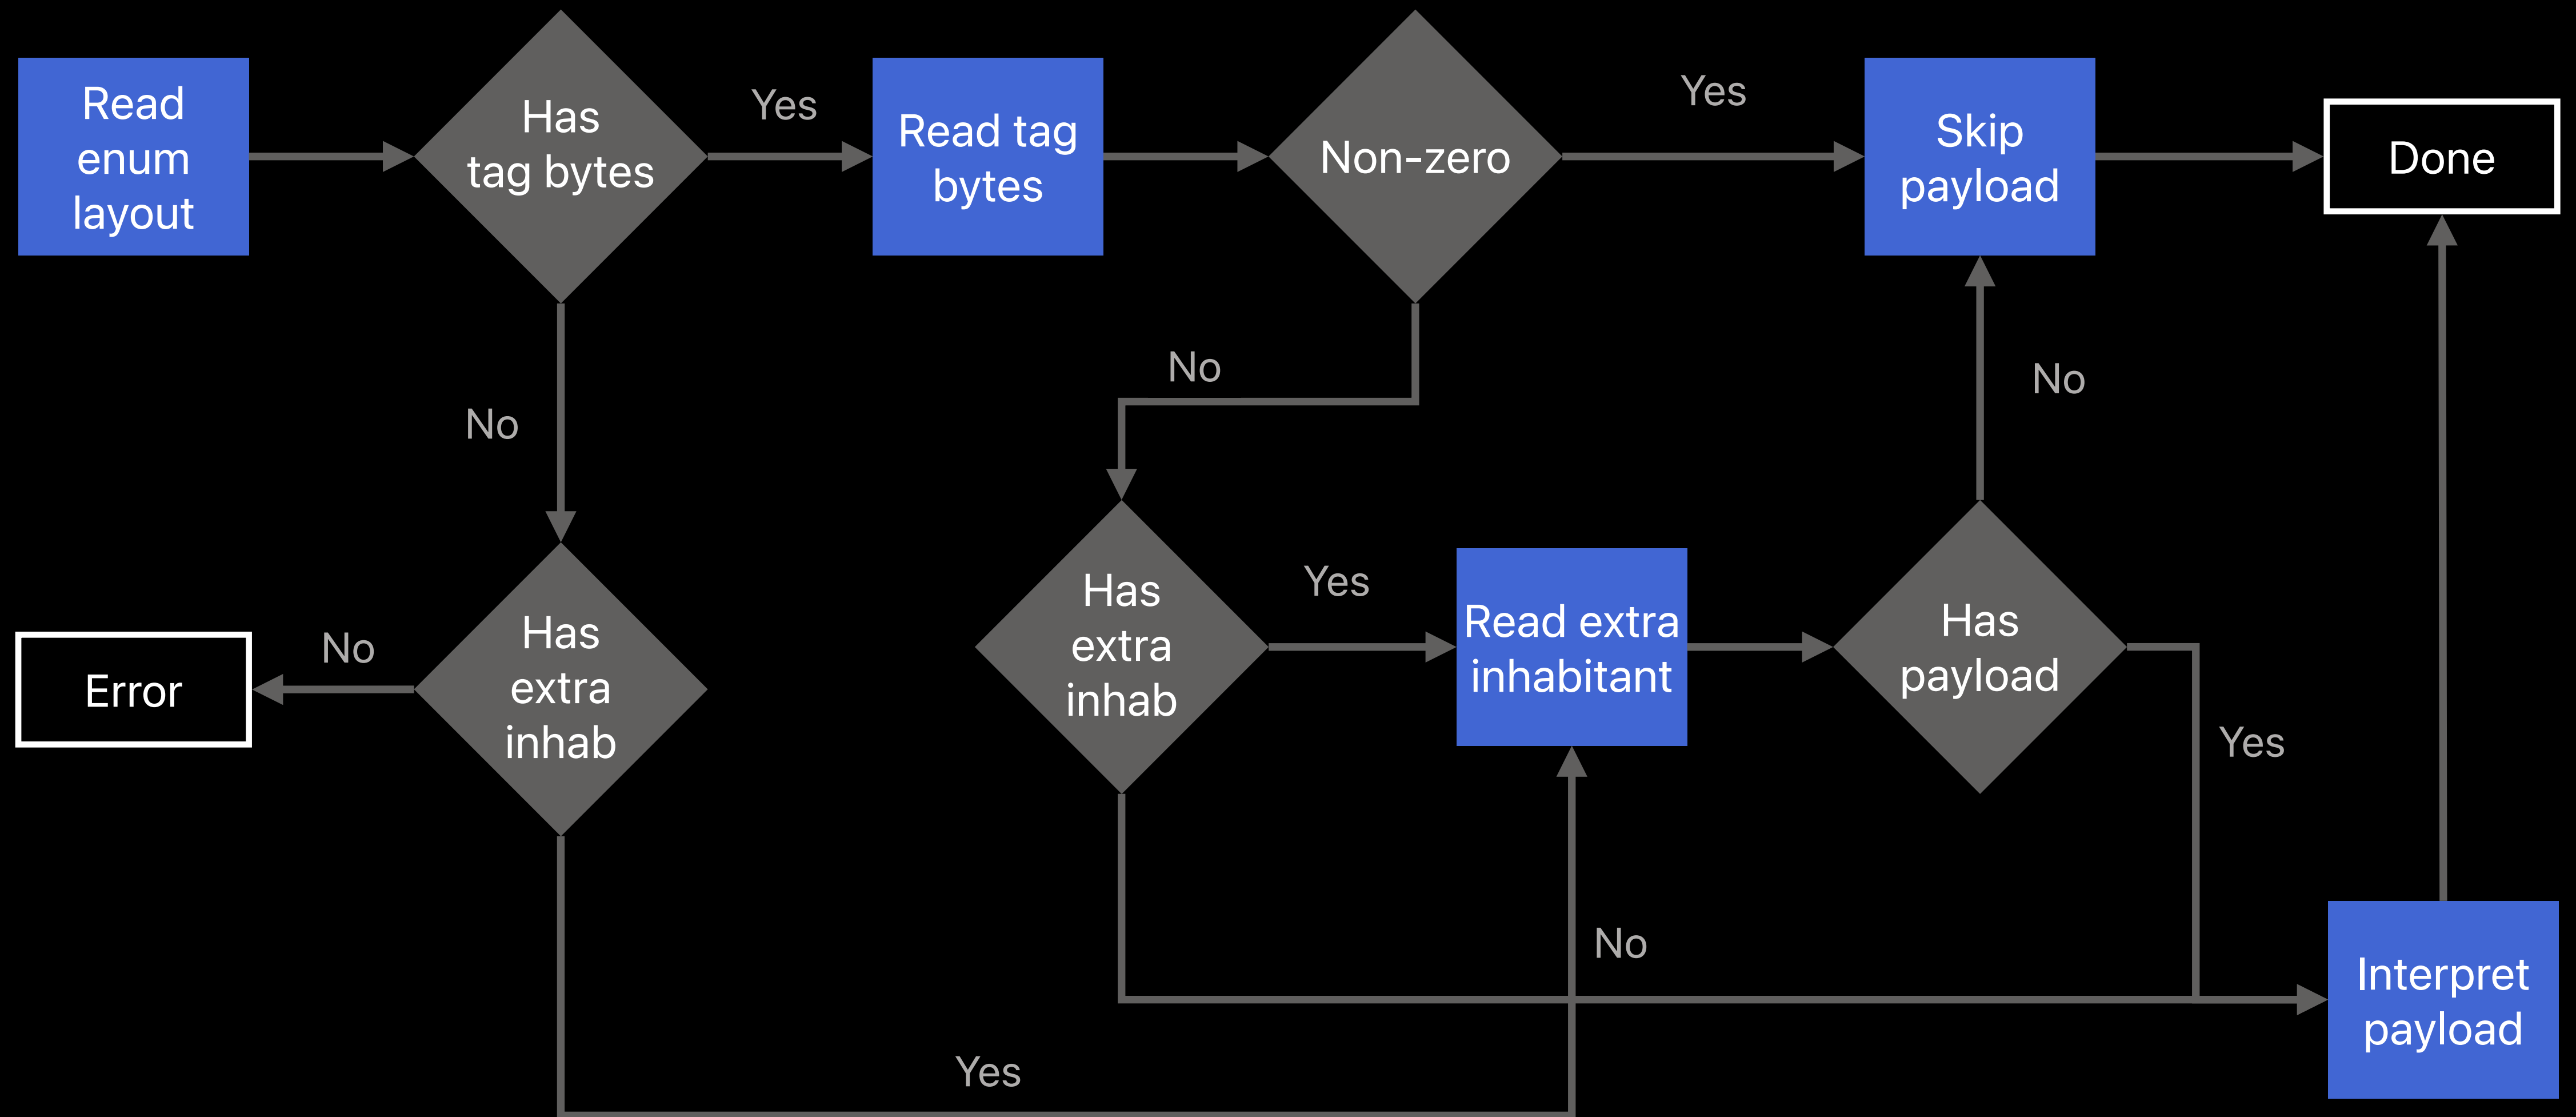 Read
enum
layout
Has
tag bytes
Yes
Read tag
bytes
Non-zero
Yes
Skip
payload
Done
No
No
No
Error
No
Has
extra
inhab
Has
extra
inhab
Yes
Read extra
inhabitant
Has
payload
Yes
No
Interpret
payload
Yes